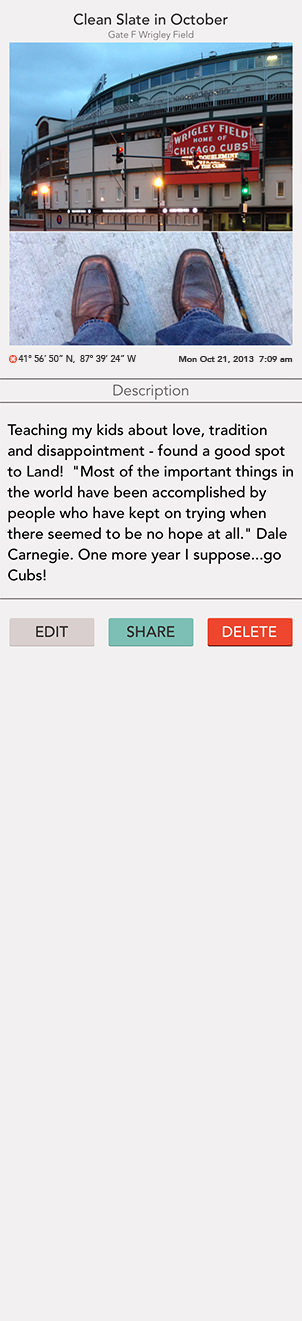 Clean Slate in October
Gate F Wrigley Field
WRIGLEY FIELD
HOME OF
CHICAGO CUBS
41° 56' 50" N, 87° 39' 24" W
Mon Oct 21, 2013 7:09 am
Description
Teaching my kids about love, tradition
and disappointment - found a good spot
to Land! "Most of the important things in
the world have been accomplished by
people who have kept on trying when
there seemed to be no hope at all." Dale
Carnegie. One more year I suppose...go
Cubs!
EDIT
SHARE
DELETE